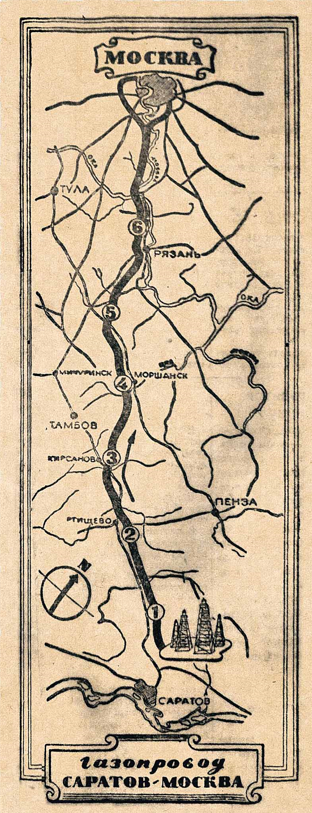 МОСКВА
ОКА
ТУЛА
6
РЯЗАНЬ
ОКА
5
МИЧУРИНСК
МОРШАНСК
4
ТАМБОВ
КИРСАНОВ
3
ПЕНЗА
РТИЩЕВО
2
N
1
САРАТОВ
Газопровод
САРАТОВ-МОСКВА